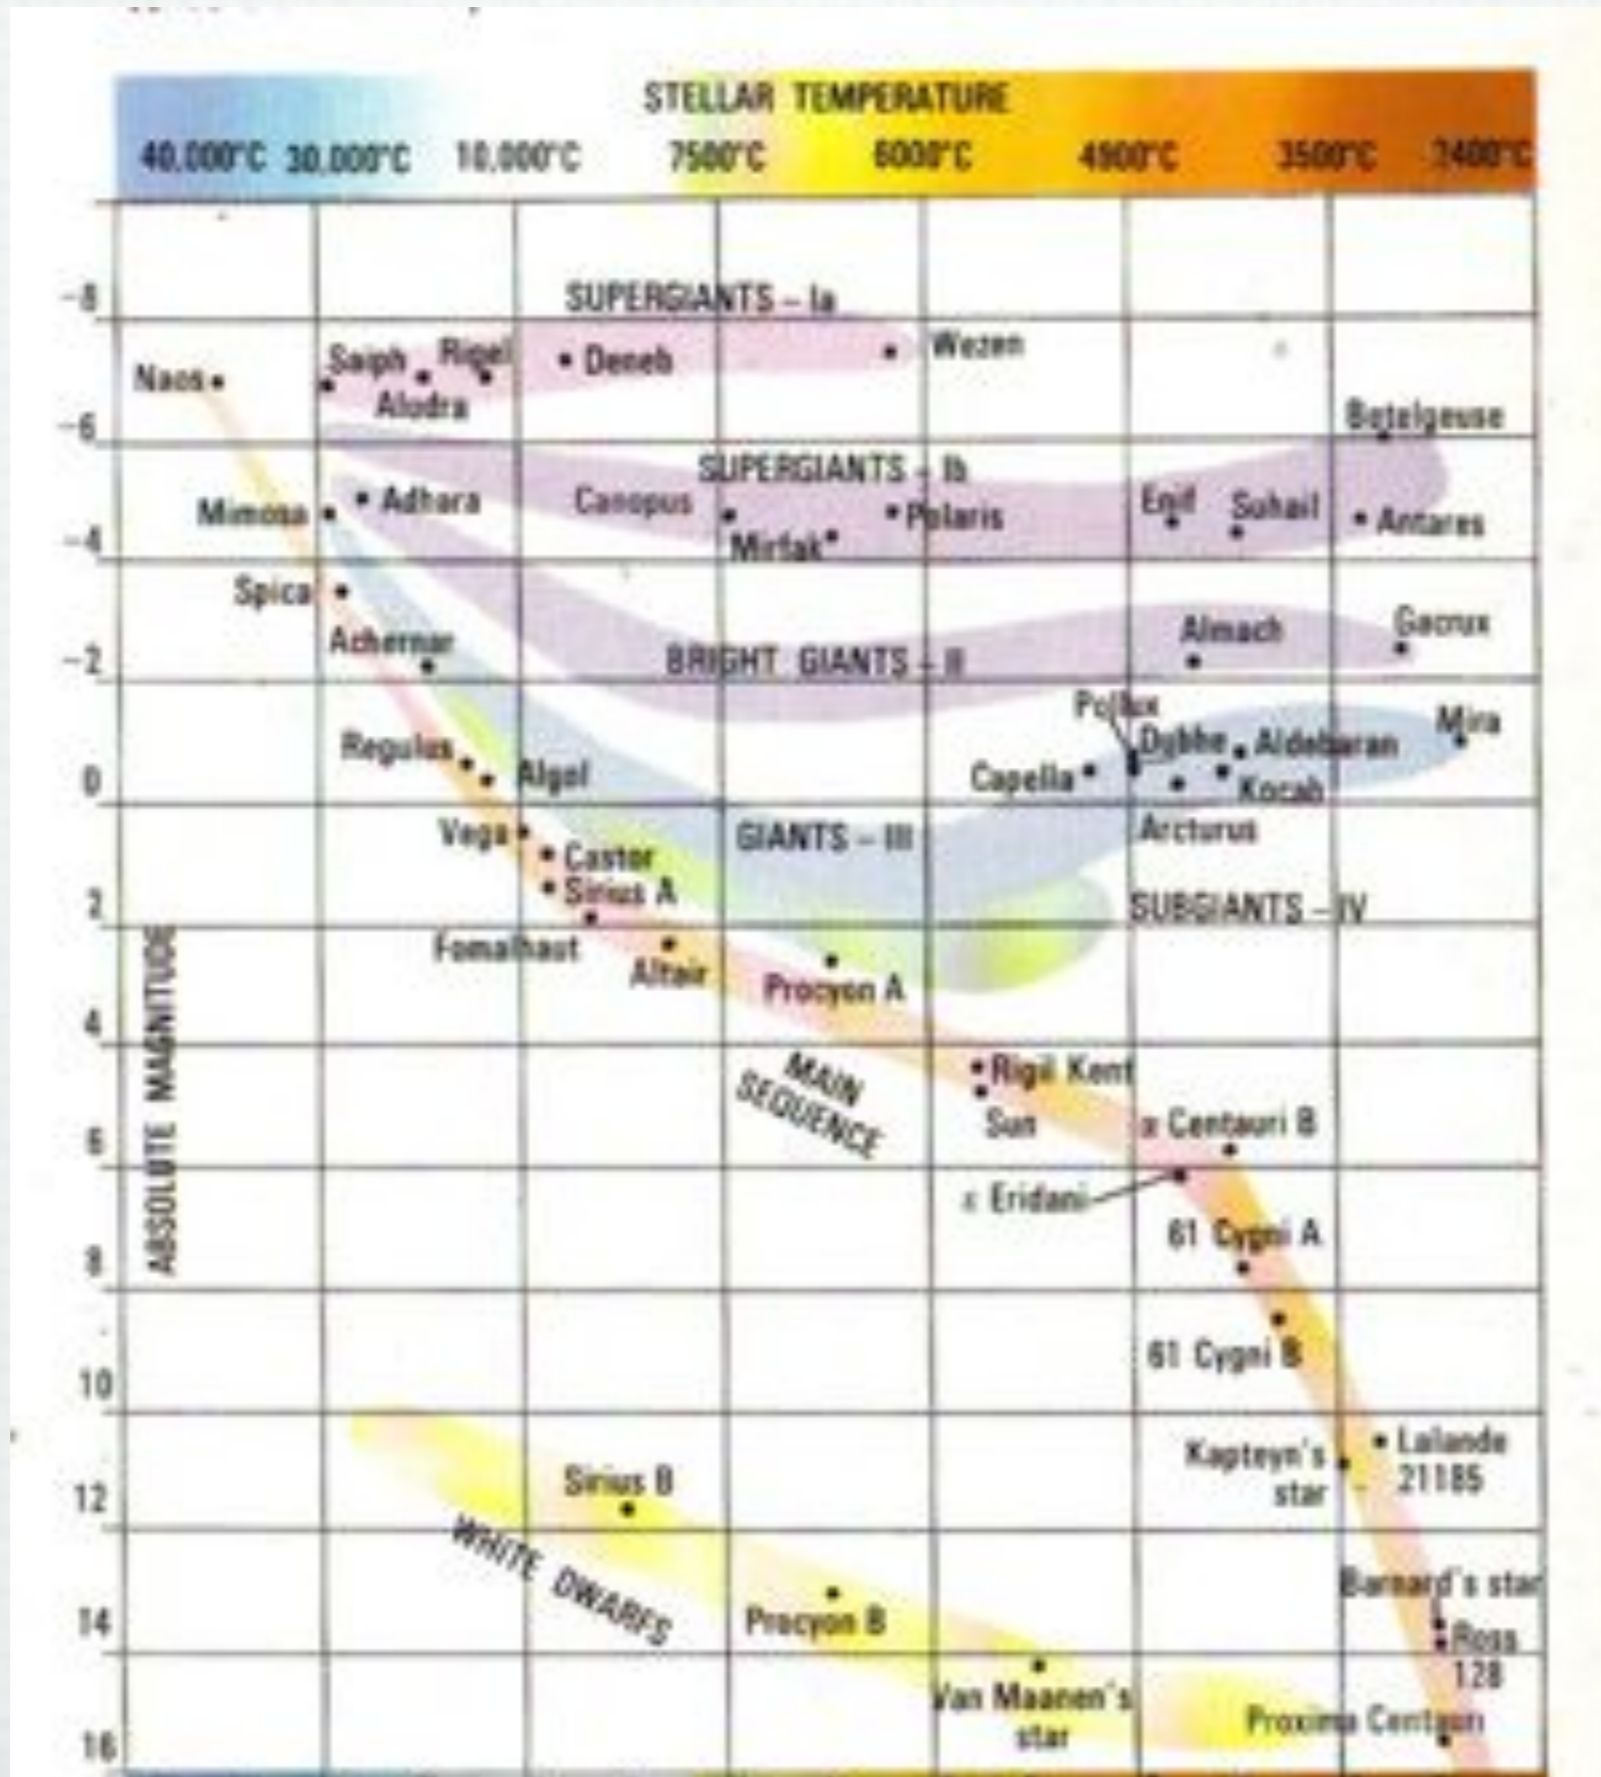 STELLAR TEMPERATURE
40,000°C 30,000°C 10,000°C 7500°C 6000°C 4900°C 3500°C 2400°C
-8
SUPERGIANTS - Ia
Wezen
Saiph Rigel
Deneb
Naos
Aludra
Betelgeuse
-6
SUPERGIANTS - Ib
Mimosa Adhara Canopus Polaris Enif Suhail Antares
Mirfak
-4
Spica
Achernar
Almach Gacrux
-2
BRIGHT GIANTS - II
Pollux
Mira
Regulus Dubhe Aldebaran
Algol
Capella
0
Kocab
Vega GIANTS - III Arcturus
Castor
Sirius A
2
SUBGIANTS - IV
Fomalhaut
Altair Procyon A
4
MAIN
SEQUENCE
Rigil Kent
Sun
α Centauri B
6
ε Eridani
61 Cygni A
8
ABSOLUTE MAGNITUDE
61 Cygni B
10
Kapteyn's
star
Lalande
21185
Sirius B
12
WHITE DWARFS
Barnard's star
14
Procyon B
Ross
128
Van Maanen's
star
Proxima Centauri
16